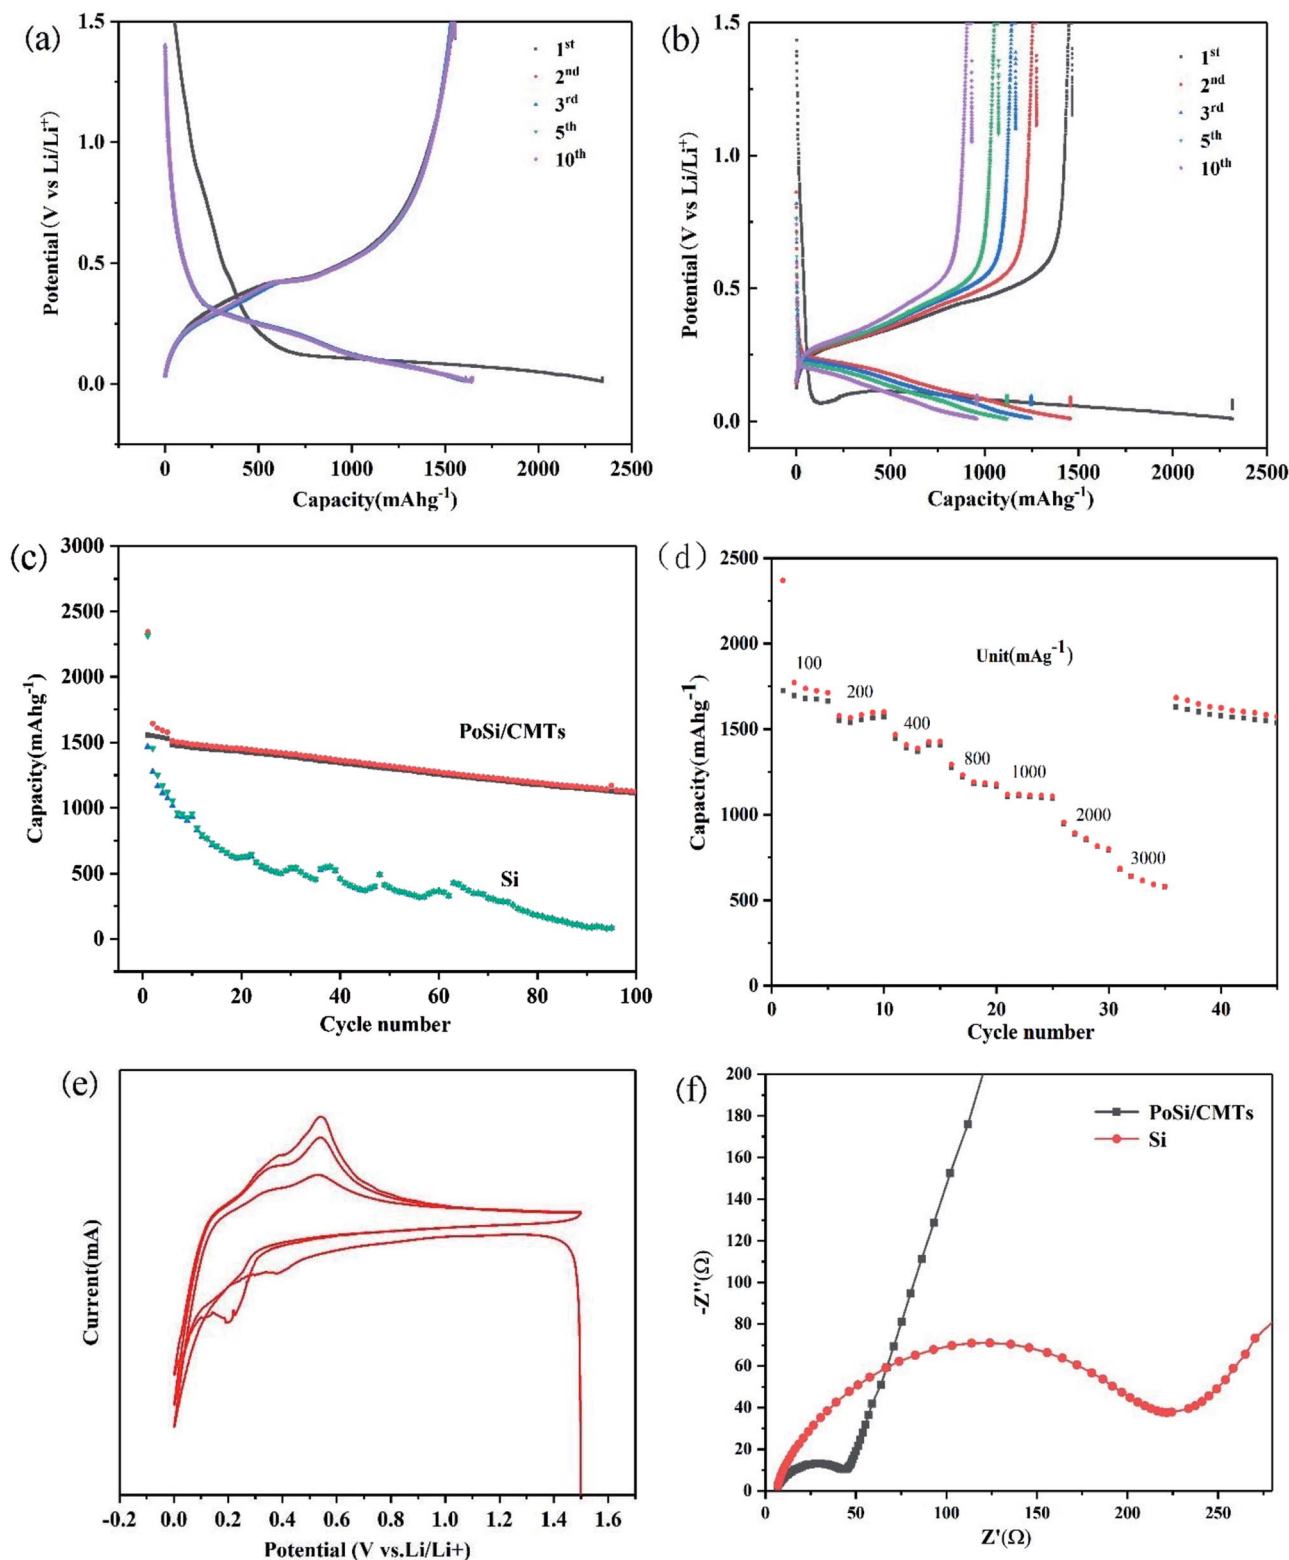 (a)
1.5
1.0
0.5
0.0
Potential (V vs Li/Li+)
1st
2nd
3rd
5th
10th
0 500 1000 1500 2000 2500
Capacity(mAhg-1)
(b)
1.5
1.0
0.5
0.0
Potential (V vs Li/Li+)
1st
2nd
3rd
5th
10th
0 500 1000 1500 2000 2500
Capacity(mAhg-1)
(c)
3000
2500
2000
1500
1000
500
0
Capacity(mAhg-1)
PoSi/CMTs
Si
0 20 40 60 80 100
Cycle number
(d)
2500
2000
1500
1000
500
0
Capacity(mAhg-1)
Unit(mAg-1)
100
200
400
800
1000
2000
3000
0 10 20 30 40
Cycle number
(e)
Current(mA)
-0.2 0.0 0.2 0.4 0.6 0.8 1.0 1.2 1.4 1.6
Potential (V vs.Li/Li+)
(f)
200
180
160
140
120
100
80
60
40
20
0
-Z''(Ω)
PoSi/CMTs
Si
0 25 50 75 100 125 150 175 200 225 250 275
Z'(Ω)